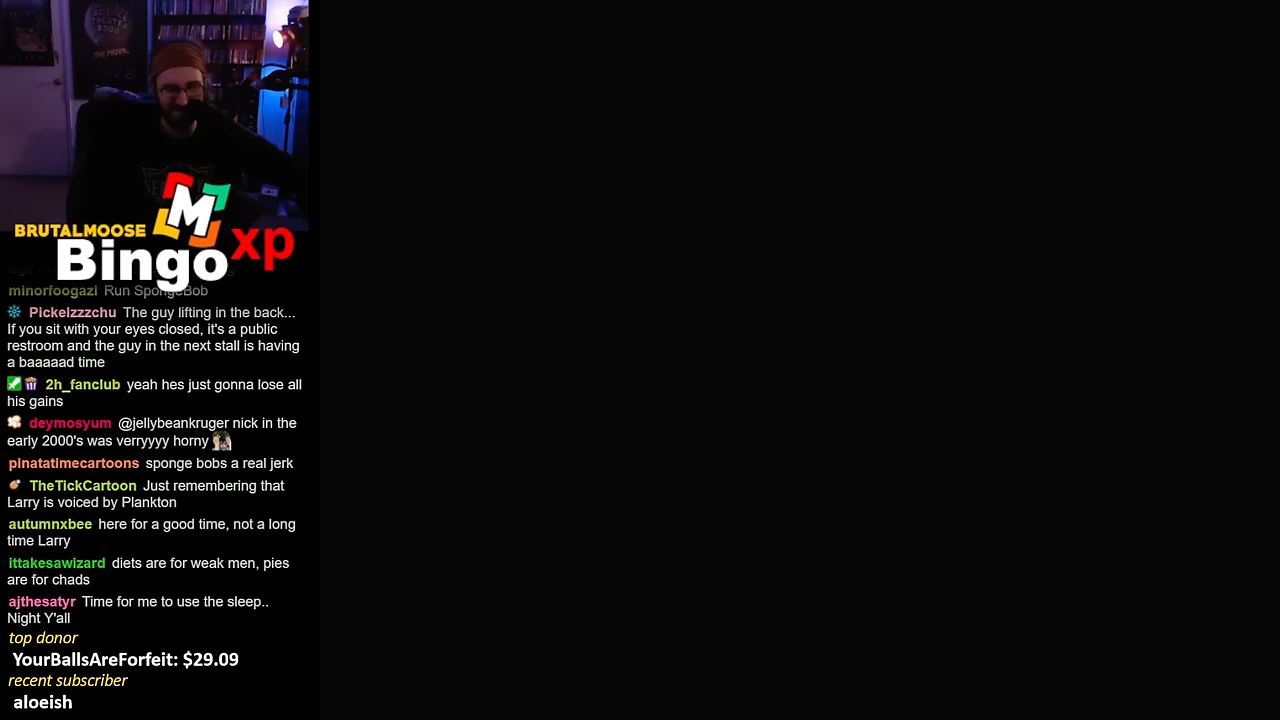 SCIENCE
THEATER
3000
BRUTALMOOSE
M
Bingo xp
minorfoogazi Run SpongeBob
Pickelzzzchu The guy lifting in the back...
If you sit with your eyes closed, it's a public
restroom and the guy in the next stall is having
a baaaaad time
2h_fanclub yeah hes just gonna lose all
his gains
deymosyum @jellybeankruger nick in the
early 2000's was verryyyy horny
pinatatimecartoons sponge bobs a real jerk
TheTickCartoon Just remembering that
Larry is voiced by Plankton
autumnxbee here for a good time, not a long
time Larry
ittakesawizard diets are for weak men, pies
are for chads
ajthesatyr Time for me to use the sleep..
Night Y'all
top donor
YourBallsAreForfeit: $29.09
recent subscriber
aloeish